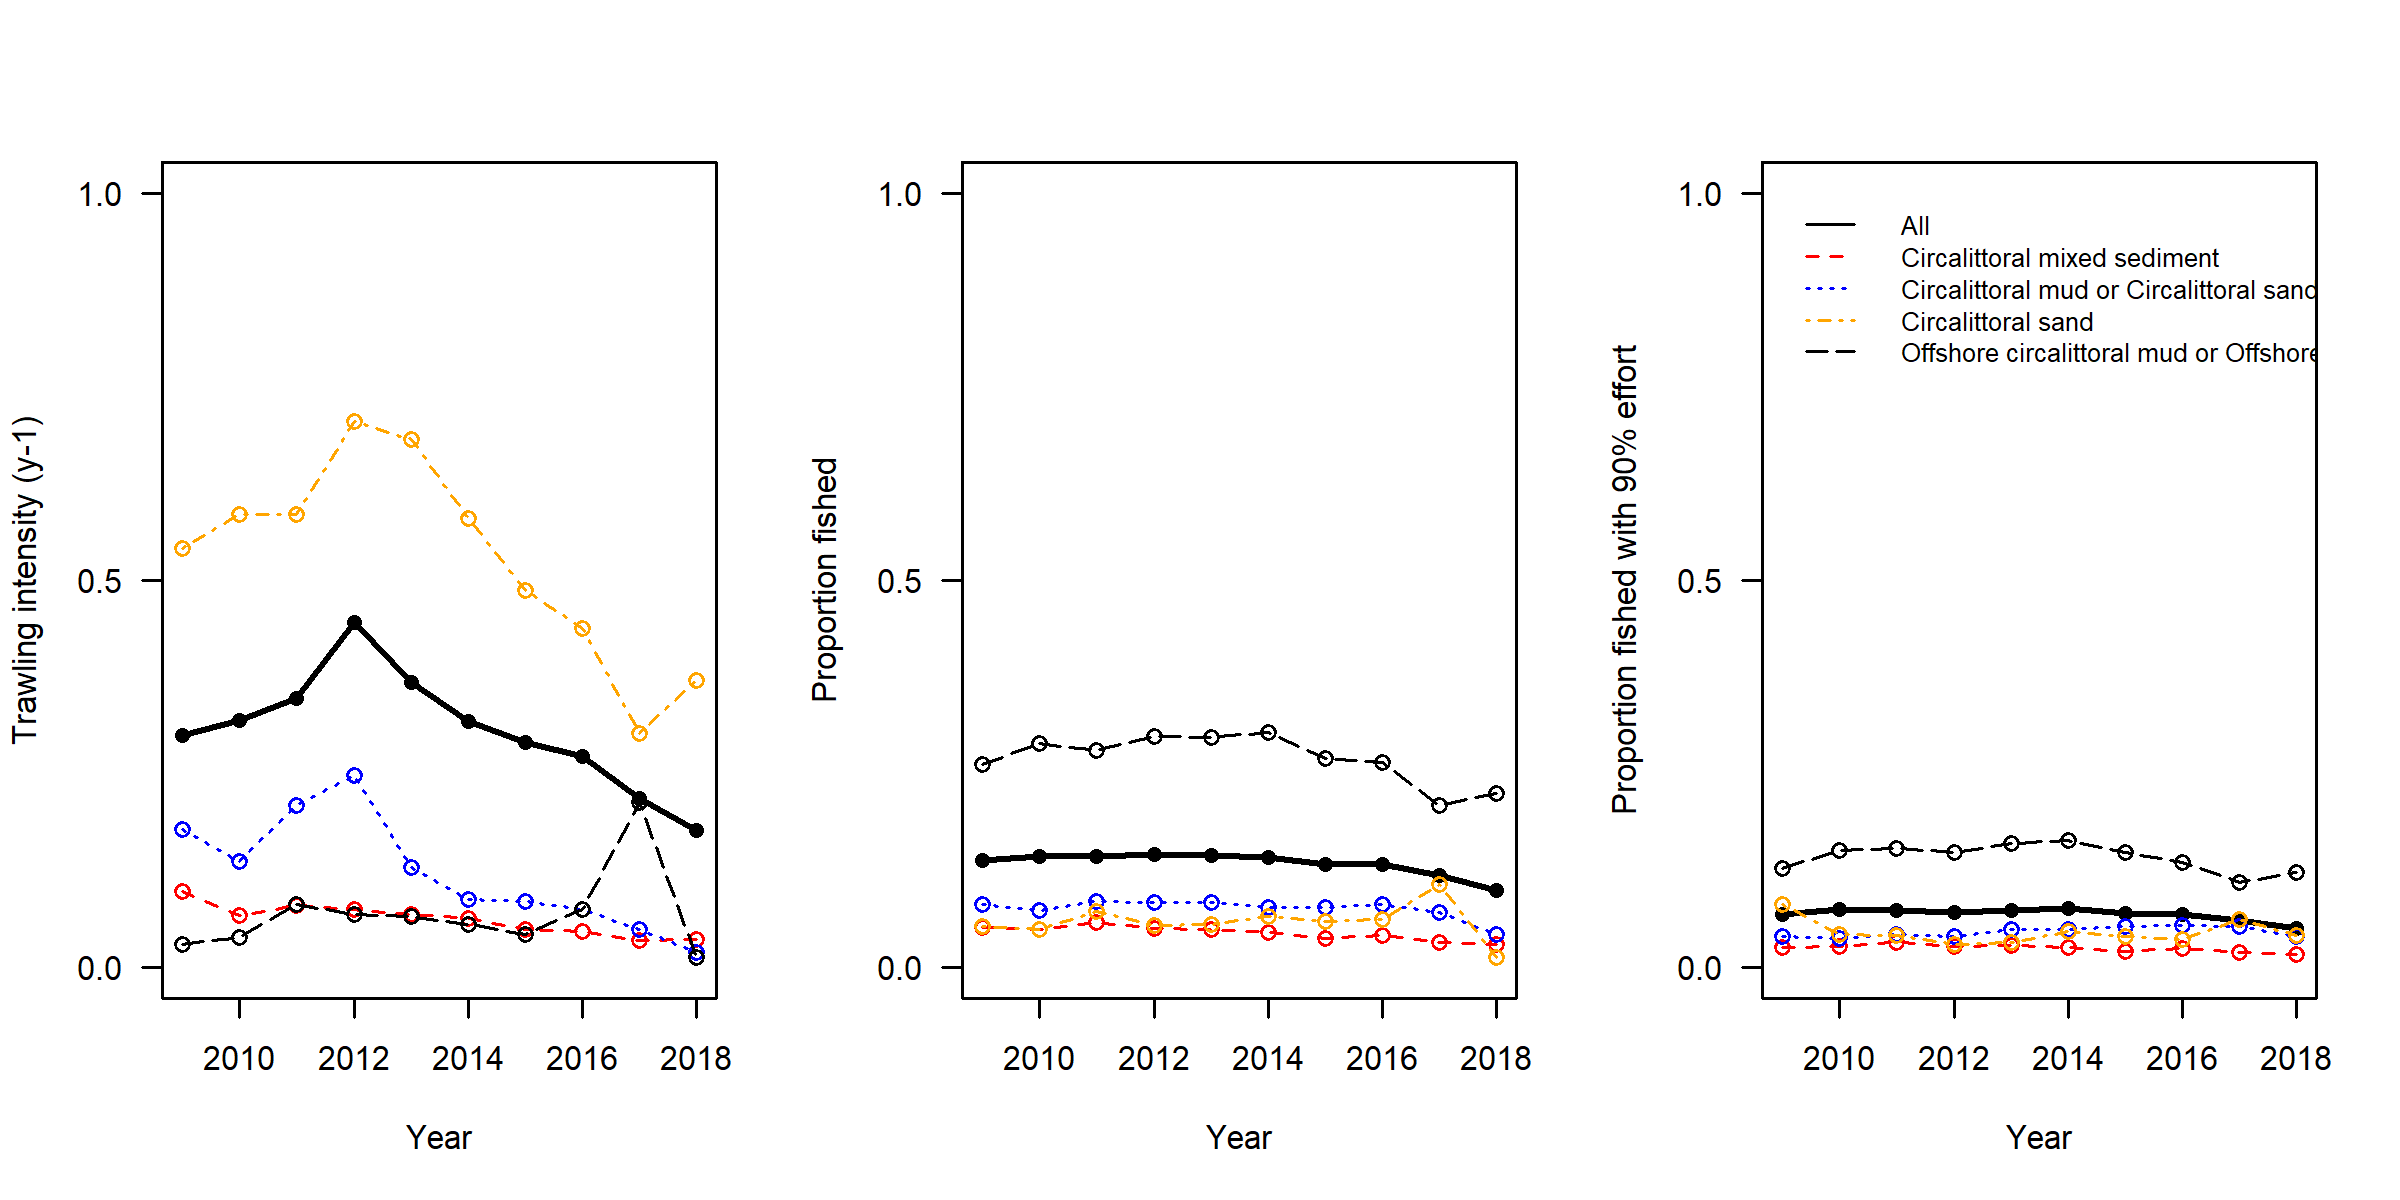 Trawling intensity (y-1)
1.0
0.5
0.0
2010 2012 2014 2016 2018
Year
Proportion fished
1.0
0.5
0.0
2010 2012 2014 2016 2018
Year
Proportion fished with 90% effort
1.0
0.5
0.0
All
Circalittoral mixed sediment
Circalittoral mud or Circalittoral sand
Circalittoral sand
Offshore circalittoral mud or Offshore
2010 2012 2014 2016 2018
Year